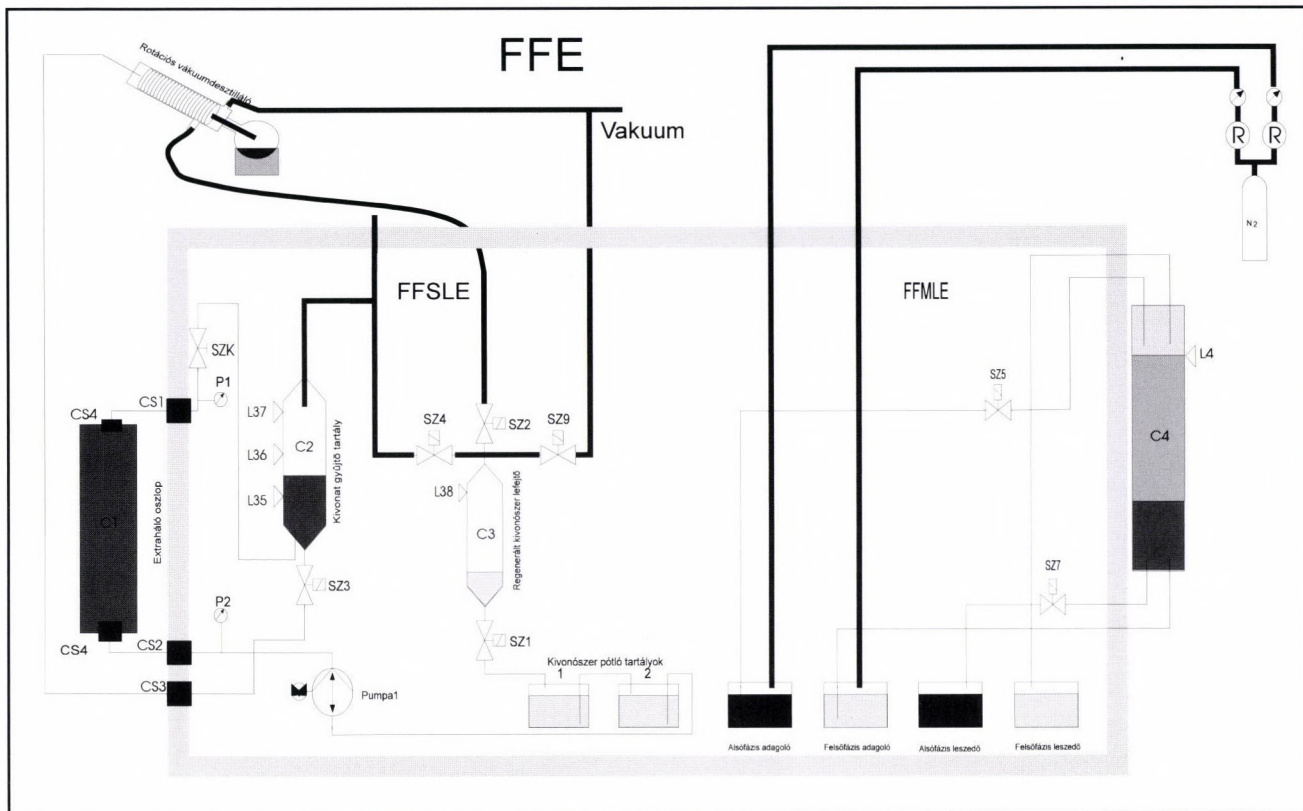 FFE
Rotációs vákuumdesztilláló
Vakuum
R
R
N2
FFSLE
FFMLE
SZK
P1
CS1
CS4
L37
C2
L36
L35
Kivonat gyűjtő tartály
SZ4
SZ2
SZ9
L38
C3
Regenerált kivonószer lefejtő
SZ5
L4
C4
C1
Extraháló oszlop
SZ3
P2
SZ7
CS4
CS2
SZ1
CS3
Pumpa1
Kivonószer pótló tartályok
1
2
Alsófázis adagoló
Felsőfázis adagoló
Alsófázis leszedő
Felsőfázis leszedő